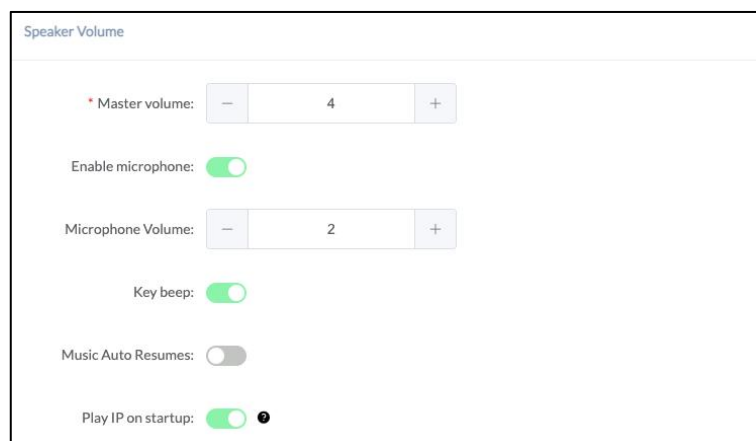 Speaker Volume
* Master volume: − 4 +
Enable microphone:
Microphone Volume: − 2 +
Key beep:
Music Auto Resumes:
Play IP on startup: ?